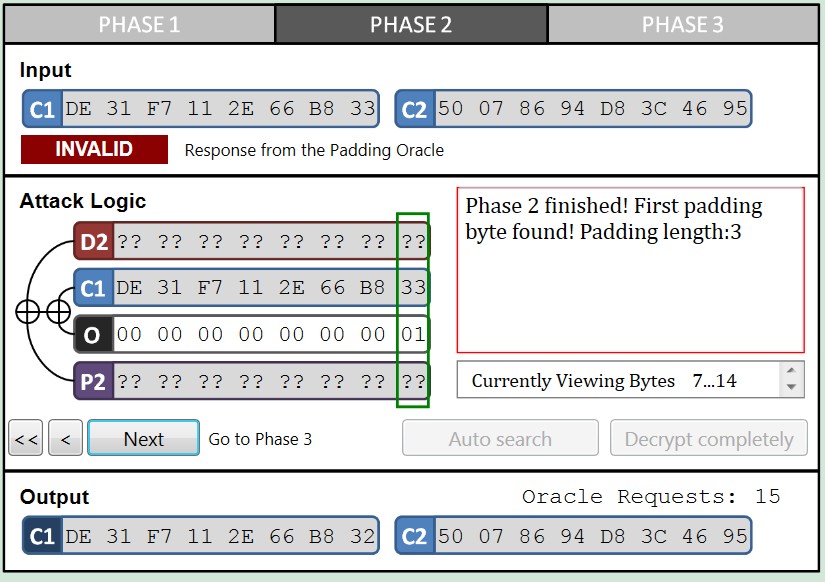 PHASE 1 PHASE 2 PHASE 3
Input
C1 DE 31 F7 11 2E 66 B8 33 C2 50 07 86 94 D8 3C 46 95
INVALID Response from the Padding Oracle
Attack Logic
D2 ?? ?? ?? ?? ?? ?? ?? ??
C1 DE 31 F7 11 2E 66 B8 33
O 00 00 00 00 00 00 00 01
P2 ?? ?? ?? ?? ?? ?? ?? ??
Phase 2 finished! First padding
byte found! Padding length:3
Currently Viewing Bytes 7...14
<< < Next Go to Phase 3 Auto search Decrypt completely
Output Oracle Requests: 15
C1 DE 31 F7 11 2E 66 B8 32 C2 50 07 86 94 D8 3C 46 95